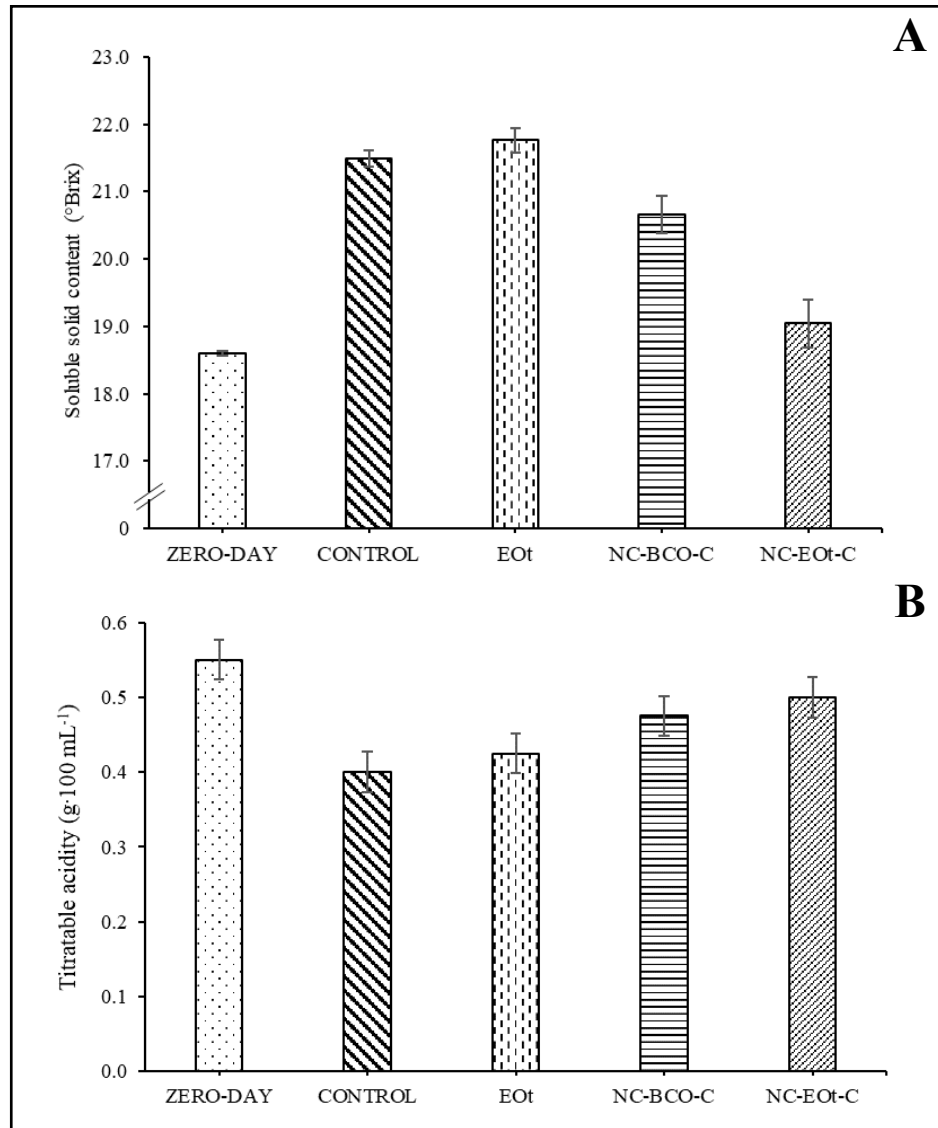 A
Soluble solid content (°Brix)
23.0
22.0
21.0
20.0
19.0
18.0
17.0
0
ZERO-DAY CONTROL EOt NC-BCO-C NC-EOt-C
B
Titratable acidity (g·100 mL⁻¹)
0.6
0.5
0.4
0.3
0.2
0.1
0.0
ZERO-DAY CONTROL EOt NC-BCO-C NC-EOt-C